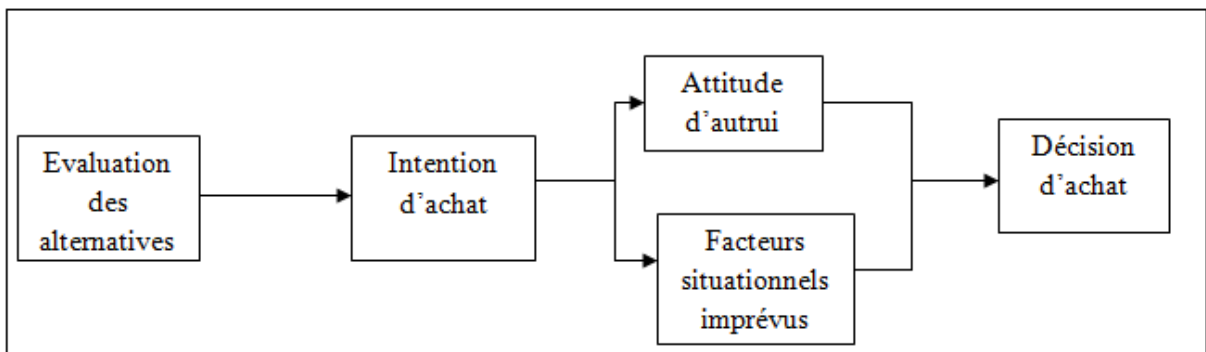 Evaluation
des
alternatives
Intention
d'achat
Attitude
d'autrui
Facteurs
situationnels
imprévus
Décision
d'achat